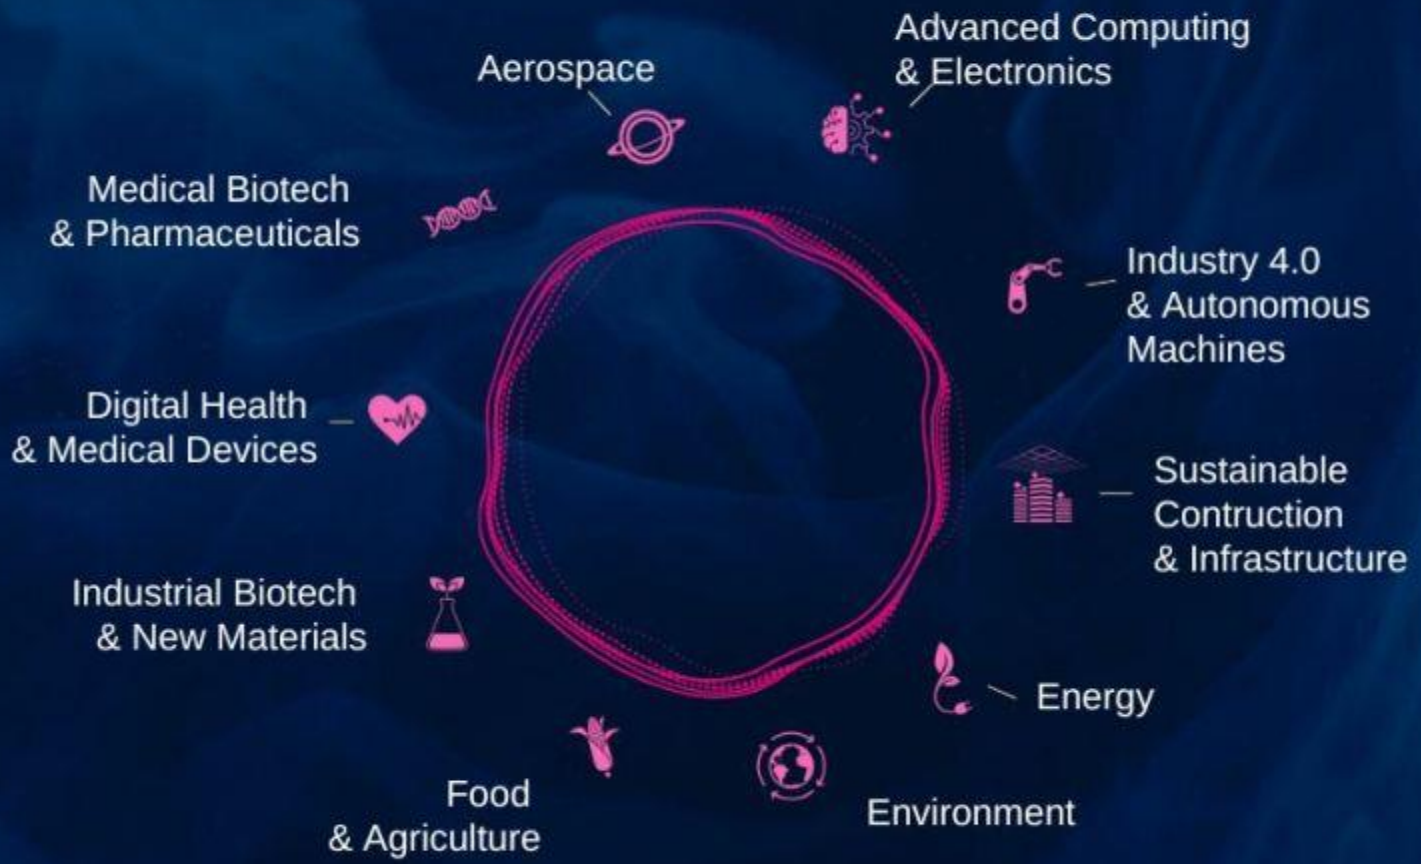 Advanced Computing
& Electronics
Aerospace
Medical Biotech
& Pharmaceuticals
Industry 4.0
& Autonomous
Machines
Digital Health
& Medical Devices
Sustainable
Contruction
& Infrastructure
Industrial Biotech
& New Materials
Energy
Food
& Agriculture
Environment